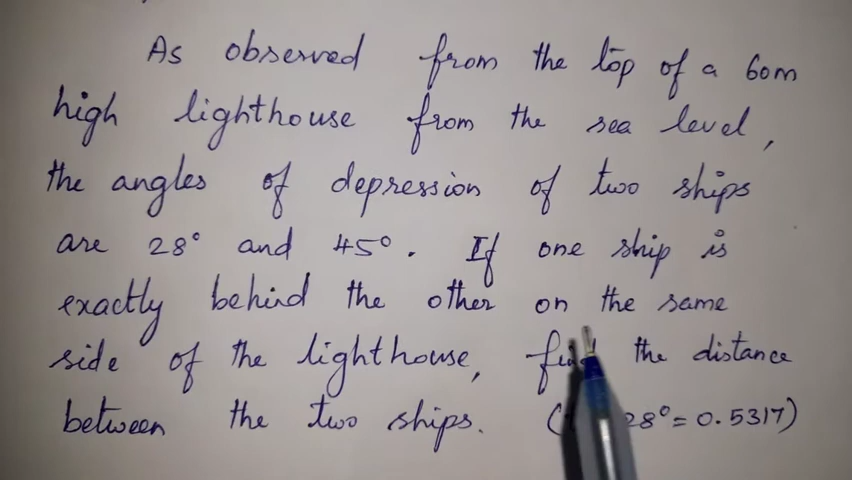 As observed from the top of a 60m
high lighthouse from the sea level,
the angles of depression of two ships
are 28° and 45°. If one ship is
exactly behind the other on the same
side of the lighthouse, find the distance
between the two ships. ( 28° = 0.5317)